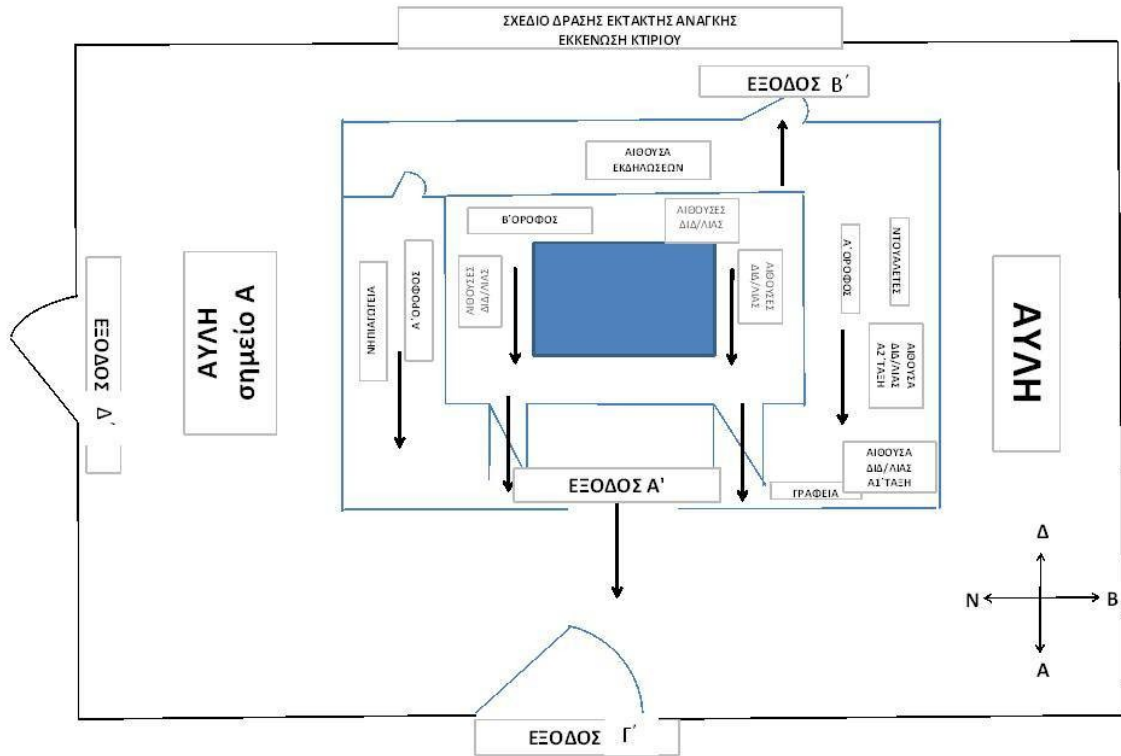 ΣΧΕΔΙΟ ΔΡΑΣΗΣ ΕΚΤΑΚΤΗΣ ΑΝΑΓΚΗΣ
ΕΚΚΕΝΩΣΗ ΚΤΙΡΙΟΥ
ΕΞΟΔΟΣ Β΄
ΑΙΘΟΥΣΑ
ΕΚΔΗΛΩΣΕΩΝ
Β΄ΟΡΟΦΟΣ
ΑΙΘΟΥΣΕΣ
ΔΙΔ/ΛΙΑΣ
ΕΞΟΔΟΣ Δ΄
ΑΥΛΗ
σημείο Α
ΝΗΠΙΑΓΩΓΕΙΑ
Α΄ΟΡΟΦΟΣ
ΑΙΘΟΥΣΕΣ
ΔΙΔ/ΛΙΑΣ
ΑΙΘΟΥΣΕΣ
ΔΙΔ/ΛΙΑΣ
Α΄ΟΡΟΦΟΣ
ΝΤΟΥΑΛΕΤΕΣ
ΑΙΘΟΥΣΑ
ΔΙΔ/ΛΙΑΣ
Α2΄ΤΑΞΗ
ΑΥΛΗ
ΑΙΘΟΥΣΑ
ΔΙΔ/ΛΙΑΣ
Α1΄ΤΑΞΗ
ΓΡΑΦΕΙΑ
ΕΞΟΔΟΣ Α'
Δ
Ν
Β
Α
ΕΞΟΔΟΣ Γ΄